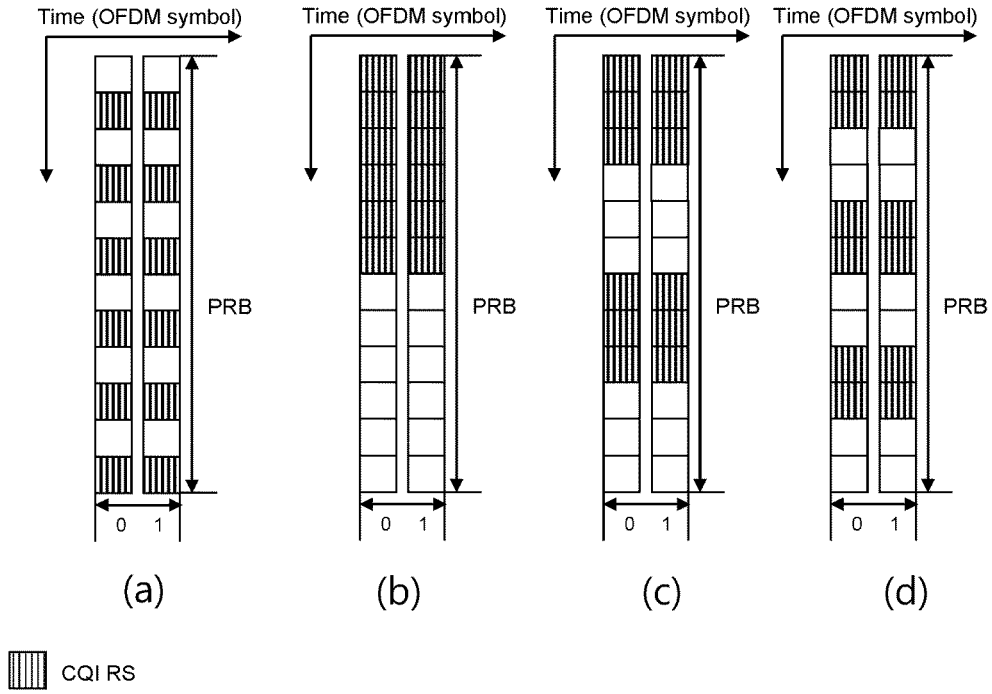 Time (OFDM symbol) Time (OFDM symbol) Time (OFDM symbol) Time (OFDM symbol)
PRB PRB PRB PRB
0 1 0 1 0 1 0 1
(a) (b) (c) (d)
CQI RS